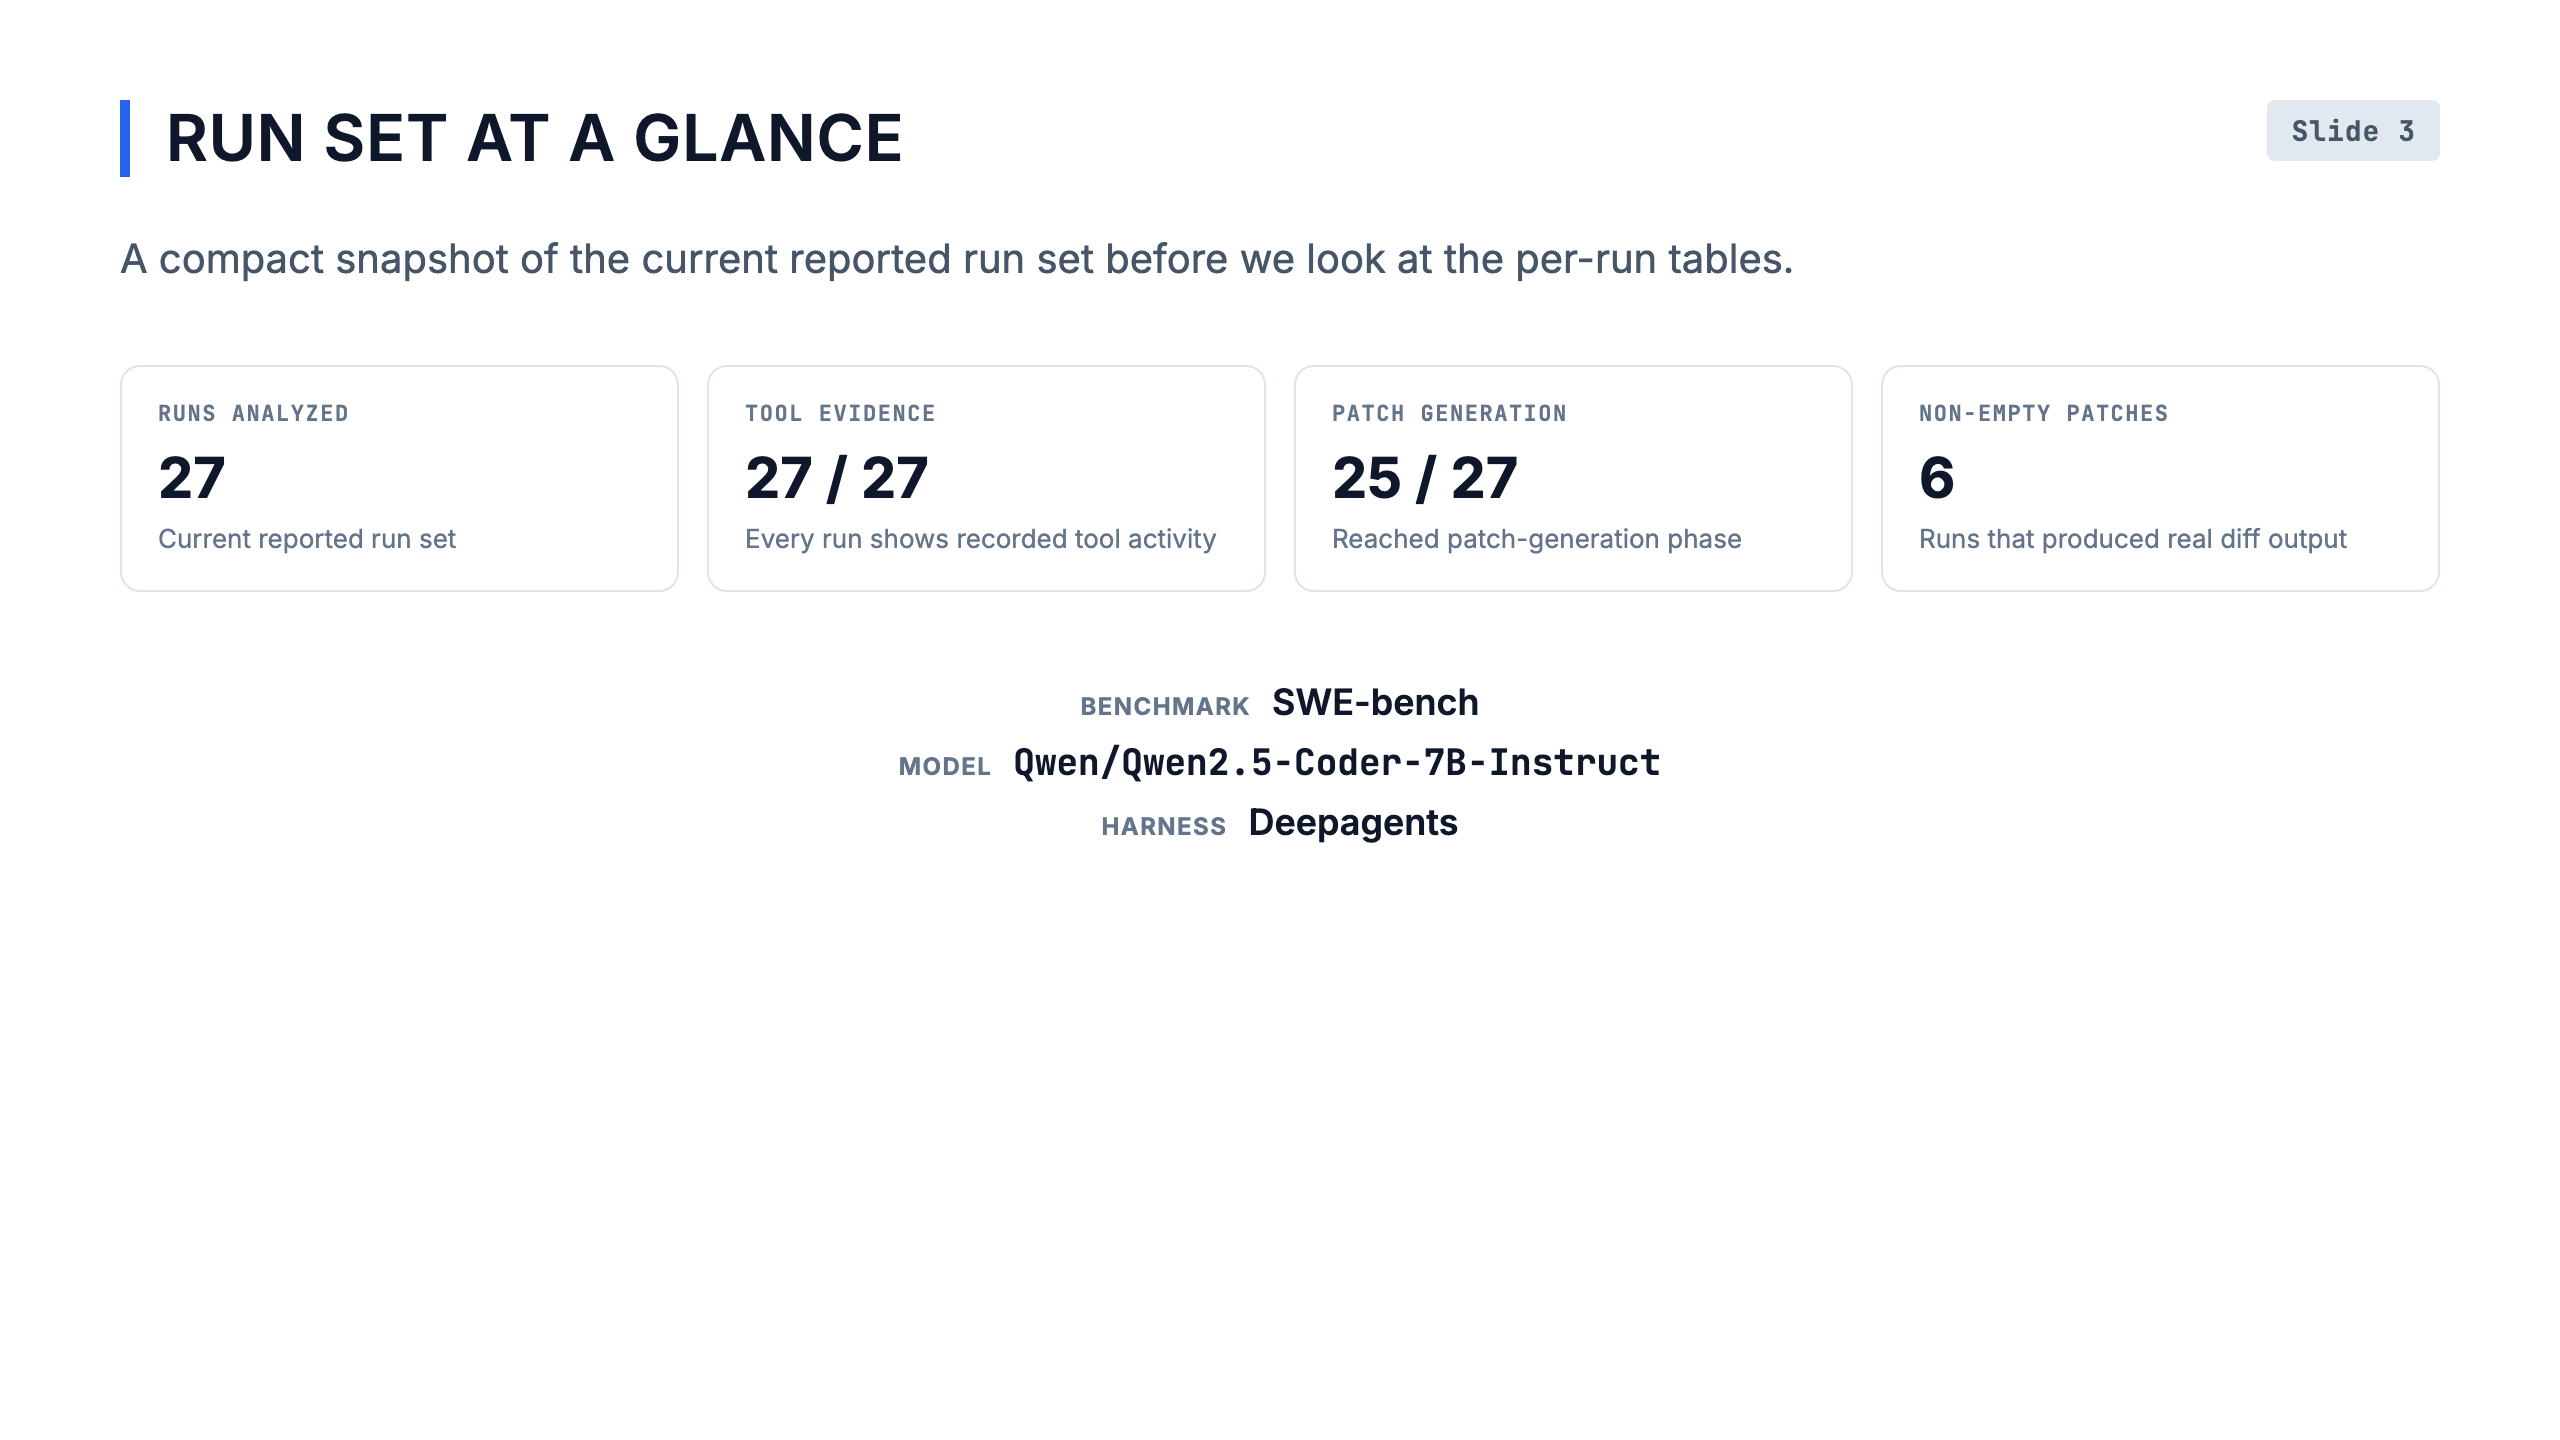 RUN SET AT A GLANCE
Slide 3
A compact snapshot of the current reported run set before we look at the per-run tables.
RUNS ANALYZED
27
Current reported run set
TOOL EVIDENCE
27 / 27
Every run shows recorded tool activity
PATCH GENERATION
25 / 27
Reached patch-generation phase
NON-EMPTY PATCHES
6
Runs that produced real diff output
BENCHMARK SWE-bench
MODEL Qwen/Qwen2.5-Coder-7B-Instruct
HARNESS Deepagents